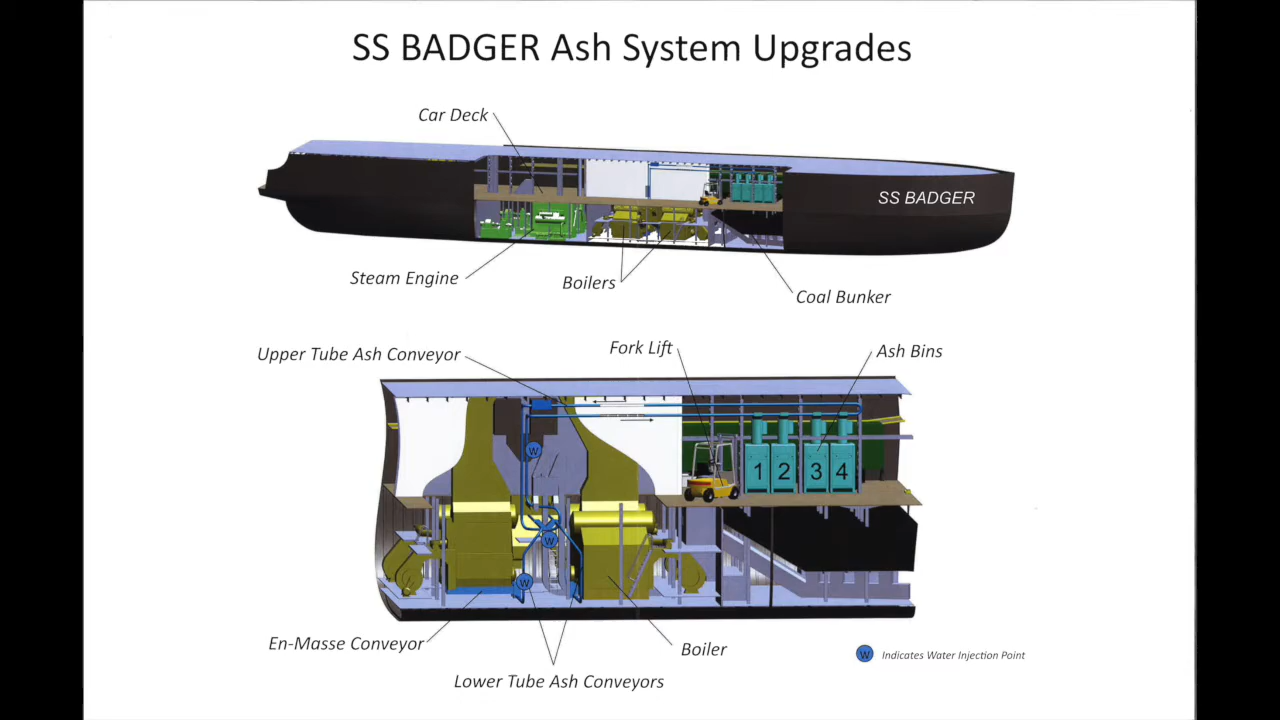 SS BADGER Ash System Upgrades
Car Deck
SS BADGER
Steam Engine
Boilers
Coal Bunker
Upper Tube Ash Conveyor
Fork Lift
Ash Bins
W
1 2 3 4
W
W
En-Masse Conveyor
Boiler
Lower Tube Ash Conveyors
W Indicates Water Injection Point